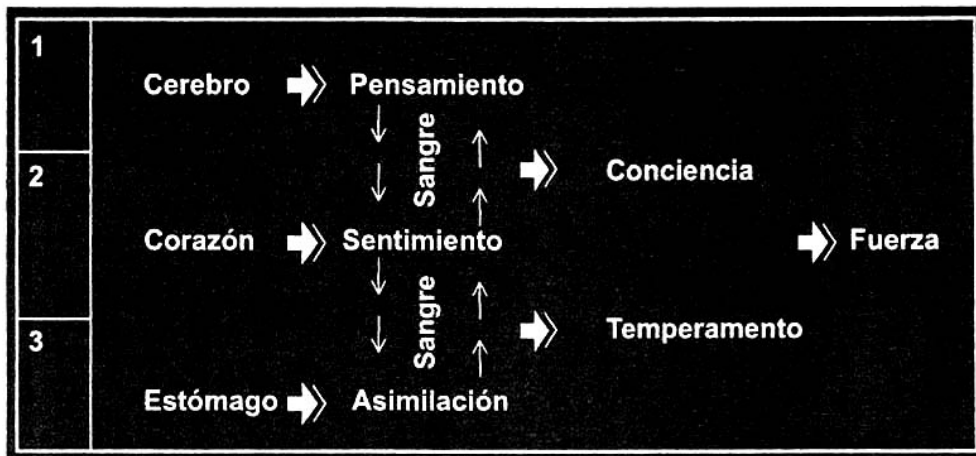 1
Cerebro
Pensamiento
Sangre
2
Conciencia
Corazón
Sentimiento
Fuerza
Sangre
3
Temperamento
Estómago
Asimilación